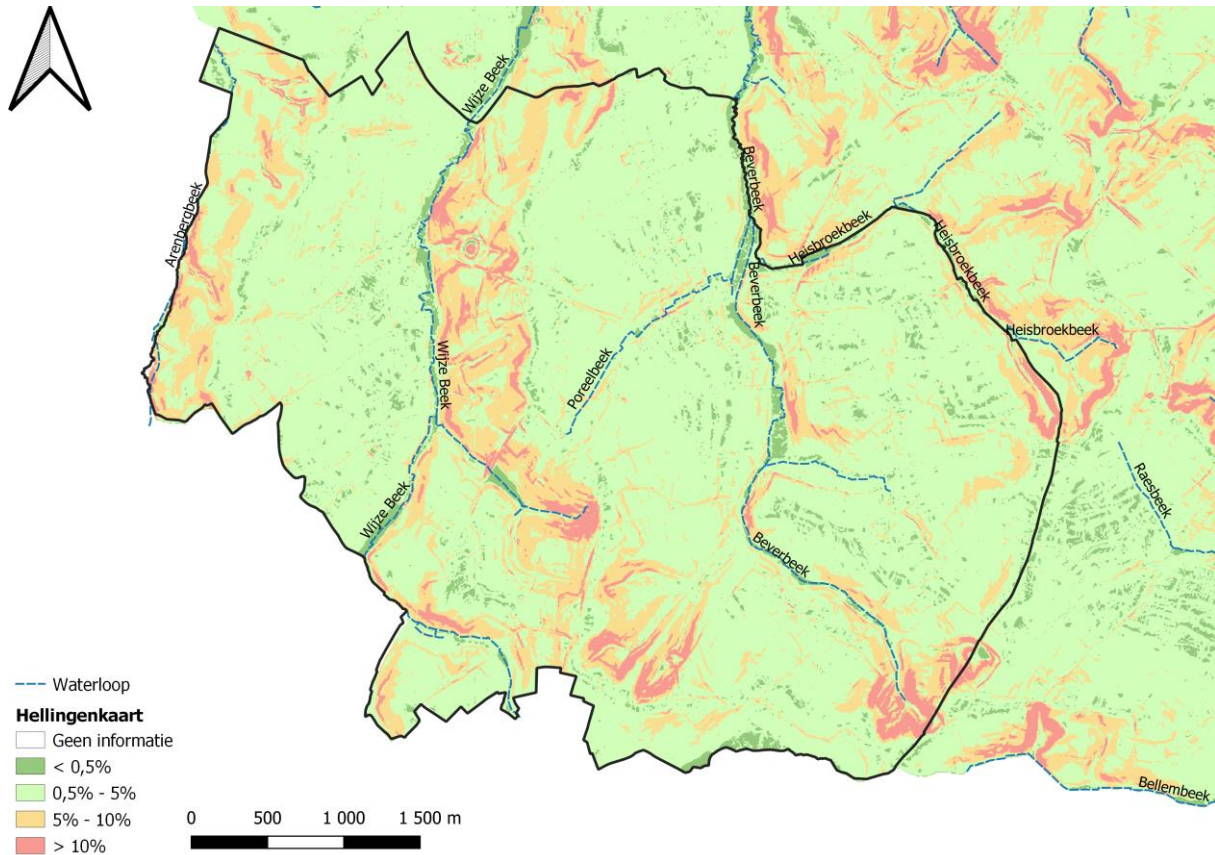 Wijze Beek
Beverbeek
Arenbergbeek
Heisbroekbeek
Heisbroekbeek
Beverbeek
Heisbroekbeek
Wijze Beek
Poreelbeek
Raesbeek
Wijze Beek
Beverbeek
Bellembeek
Waterloop
Hellingenkaart
Geen informatie
< 0,5%
0,5% - 5%
5% - 10%
> 10%
0 500 1 000 1 500 m